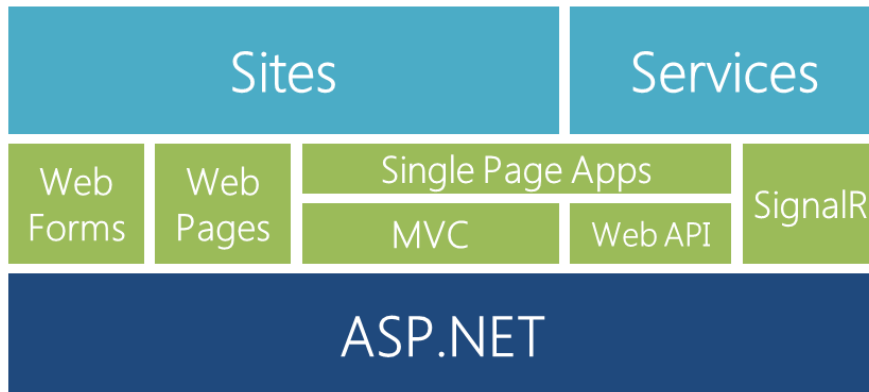 Sites
Services
Web
Forms
Web
Pages
Single Page Apps
MVC
Web API
SignalR
ASP.NET